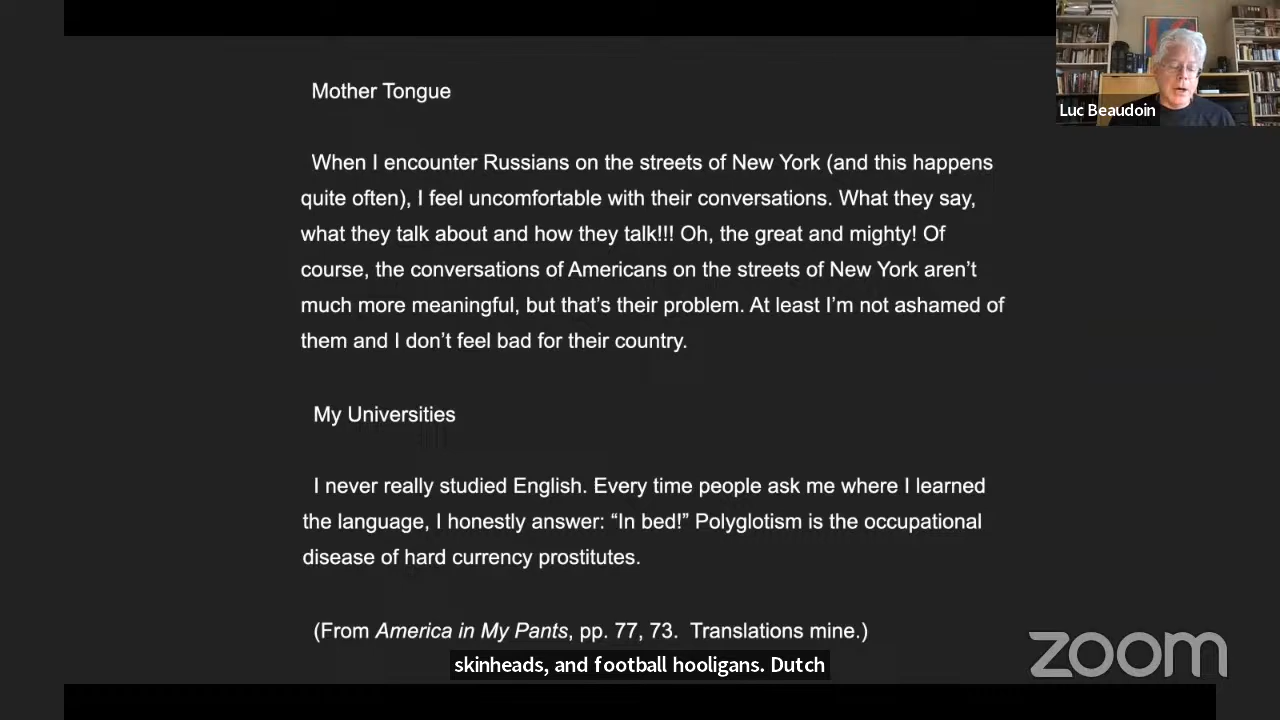 Luc Beaudoin
Mother Tongue
When I encounter Russians on the streets of New York (and this happens
quite often), I feel uncomfortable with their conversations. What they say,
what they talk about and how they talk!!! Oh, the great and mighty! Of
course, the conversations of Americans on the streets of New York aren’t
much more meaningful, but that’s their problem. At least I’m not ashamed of
them and I don’t feel bad for their country.
My Universities
I never really studied English. Every time people ask me where I learned
the language, I honestly answer: “In bed!” Polyglotism is the occupational
disease of hard currency prostitutes.
(From America in My Pants, pp. 77, 73. Translations mine.)
skinheads, and football hooligans. Dutch
zoom